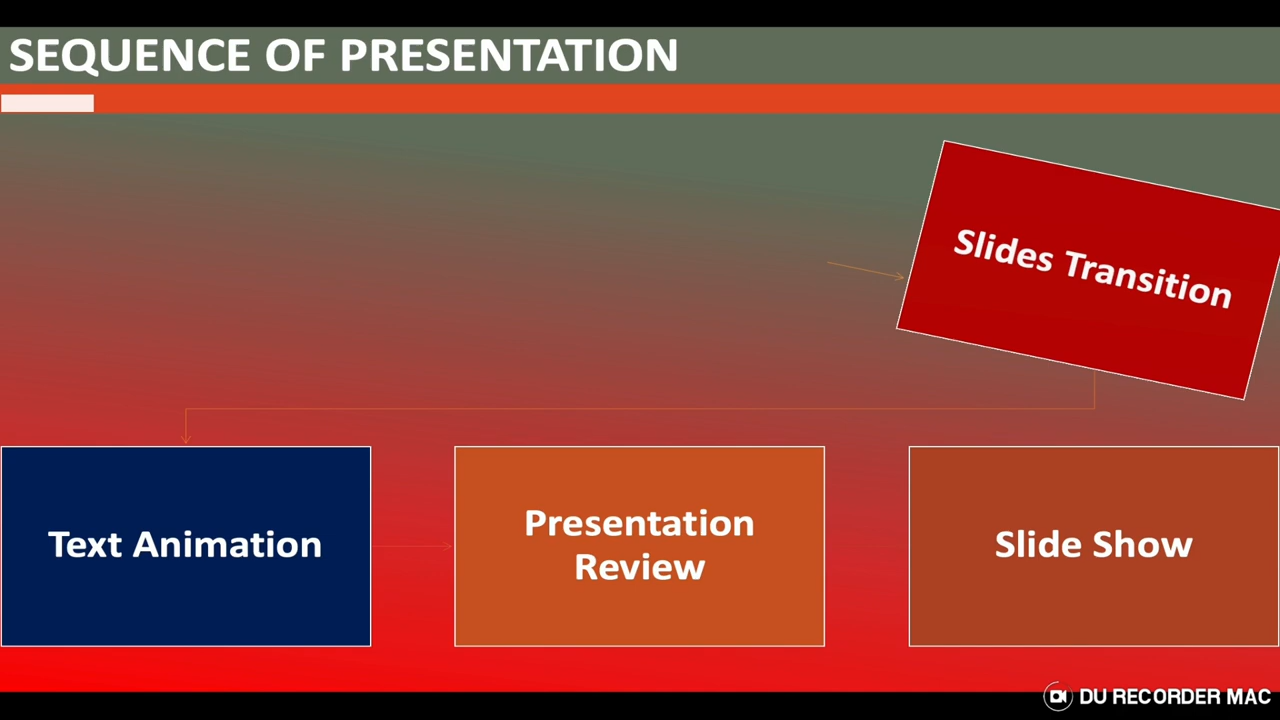 SEQUENCE OF PRESENTATION
Slides Transition
Text Animation
Presentation
Review
Slide Show
DU RECORDER MAC